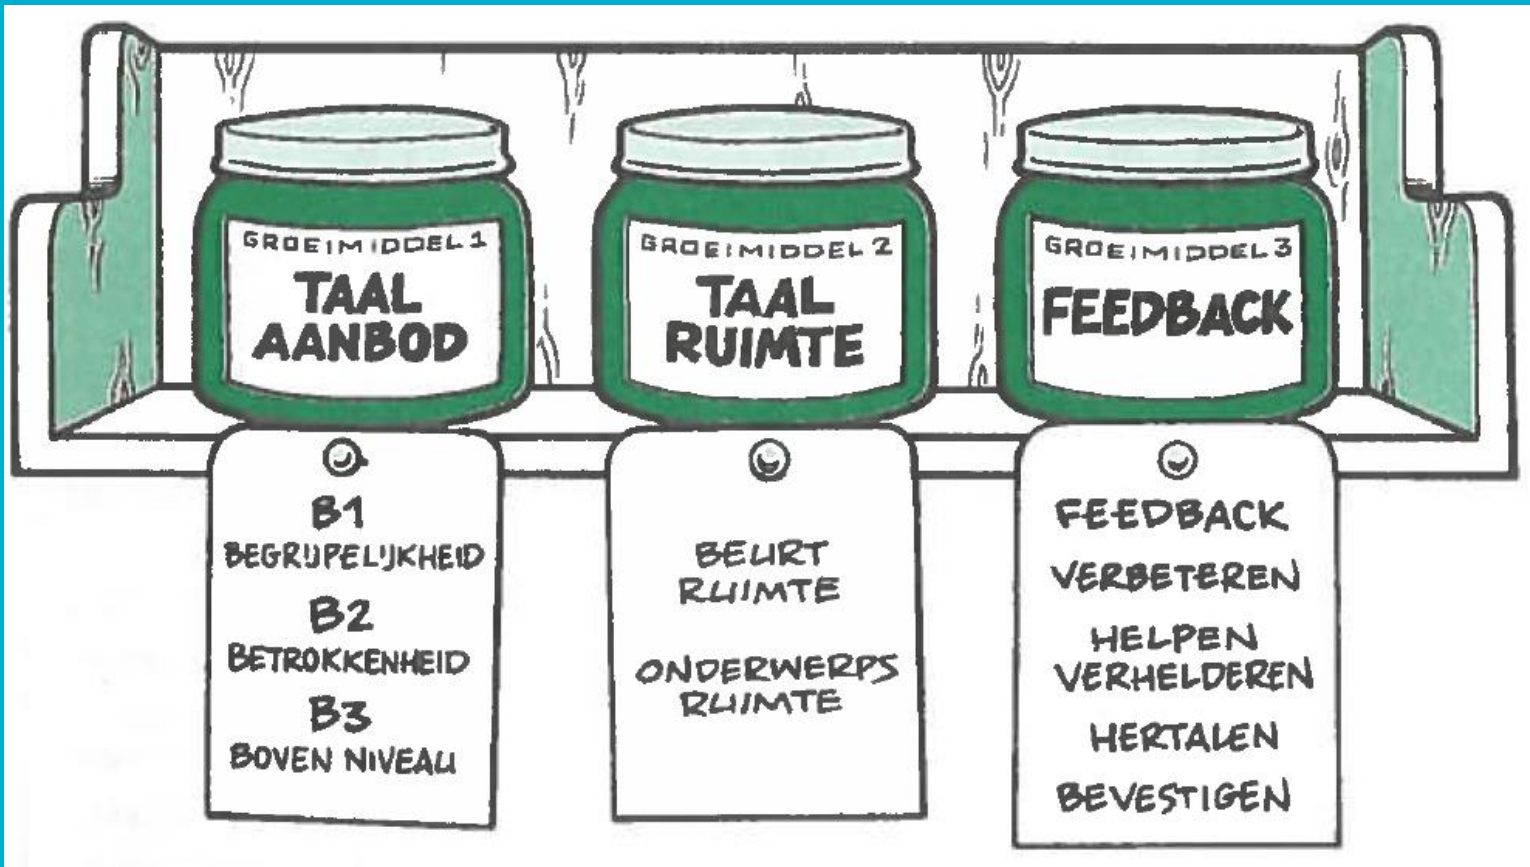 GROEIMIDDEL 1
TAAL
AANBOD
B1
BEGRIJPELIJKHEID
B2
BETROKKENHEID
B3
BOVEN NIVEAU
GROEIMIDDEL 2
TAAL
RUIMTE
BEURT
RUIMTE
ONDERWERPS
RUIMTE
GROEIMIDDEL 3
FEEDBACK
FEEDBACK
VERBETEREN
HELPEN
VERHELDEREN
HERTALEN
BEVESTIGEN